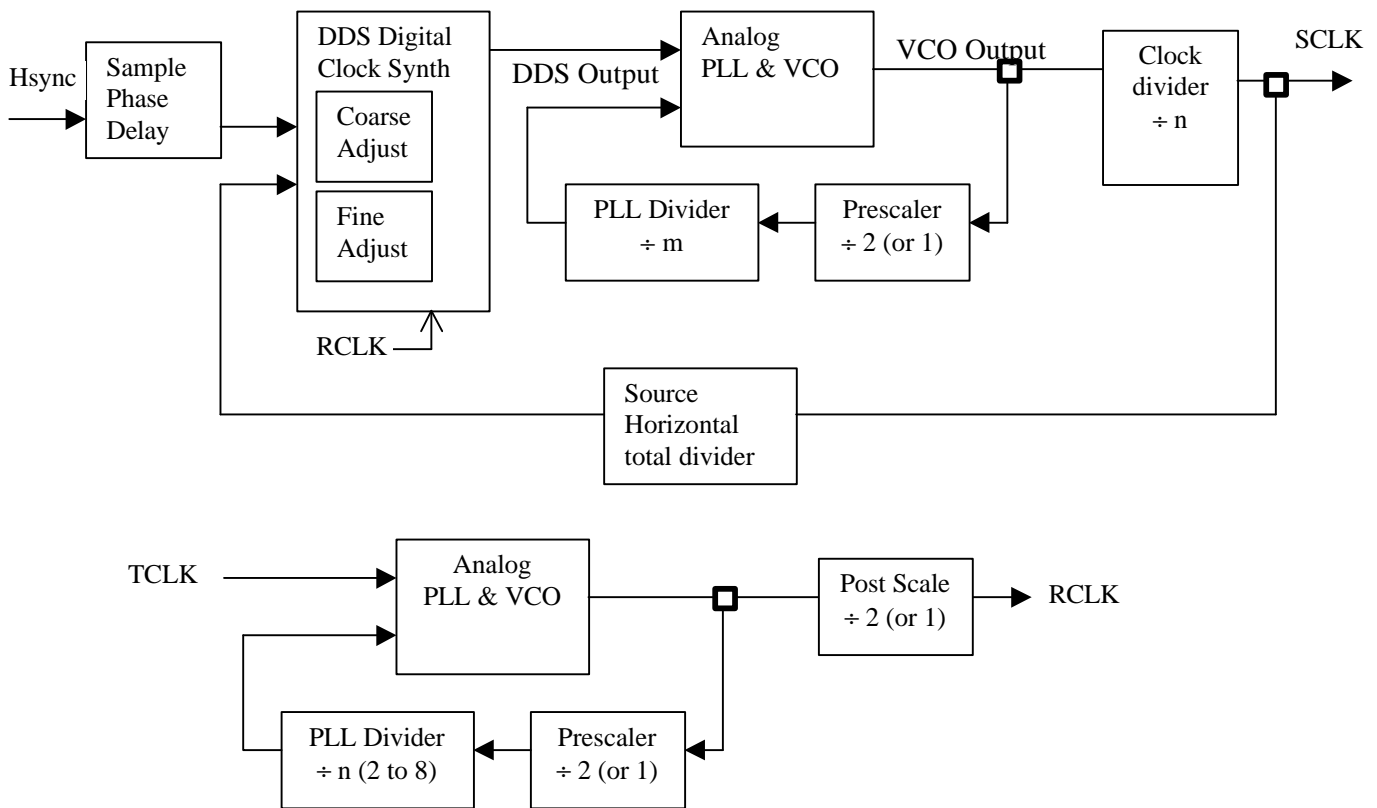 Hsync
Sample
Phase
Delay
DDS Digital
Clock Synth
Coarse
Adjust
Fine
Adjust
RCLK
DDS Output
Analog
PLL & VCO
VCO Output
Clock
divider
÷ n
SCLK
PLL Divider
÷ m
Prescaler
÷ 2 (or 1)
Source
Horizontal
total divider
TCLK
Analog
PLL & VCO
Post Scale
÷ 2 (or 1)
RCLK
PLL Divider
÷ n (2 to 8)
Prescaler
÷ 2 (or 1)